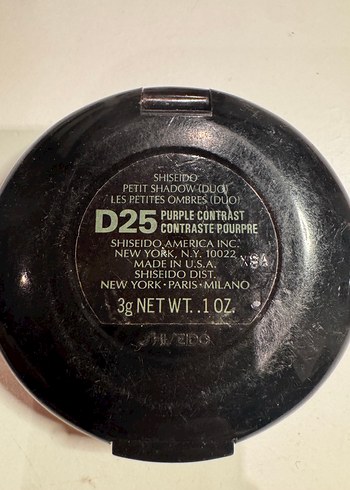 SHISEIDO
PETIT SHADOW (DUO)
LES PETITES OMBRES (DUO)
D25 PURPLE CONTRAST
CONTRASTE POURPRE
SHISEIDO AMERICA INC.
NEW YORK, N.Y. 10022
MADE IN U.S.A.
SHISEIDO DIST.
NEW YORK • PARIS • MILANO
3g NET WT. .1 OZ.
SHISEIDO